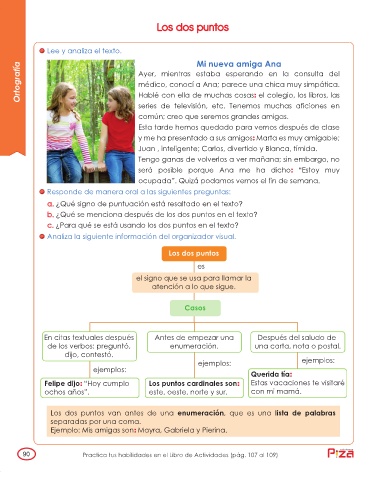 Los dos puntos
Ortografía
Lee y analiza el texto.
Mi nueva amiga Ana
Ayer, mientras estaba esperando en la consulta del
médico, conocí a Ana; parece una chica muy simpática.
Hablé con ella de muchas cosas: el colegio, los libros, las
series de televisión, etc. Tenemos muchas aficiones en
común; creo que seremos grandes amigas.
Esta tarde hemos quedado para vernos después de clase
y me ha presentado a sus amigos:Marta es muy amigable;
Juan , inteligente; Carlos, divertido y Blanca, tímida.
Tengo ganas de volverlos a ver mañana; sin embargo, no
será posible porque Ana me ha dicho: "Estoy muy
ocupada". Quizá podamos vernos el fin de semana.
Responde de manera oral a las siguientes preguntas:
a. ¿Qué signo de puntuación está resaltado en el texto?
b. ¿Qué se menciona después de los dos puntos en el texto?
c. ¿Para qué se está usando los dos puntos en el texto?
Analiza la siguiente información del organizador visual.
Los dos puntos
es
el signo que se usa para llamar la
atención a lo que sigue.
Casos
En citas textuales después
de los verbos: preguntó,
dijo, contestó.
ejemplos:
Felipe dijo: "Hoy cumplo
ochos años".
Antes de empezar una
enumeración.
ejemplos:
Los puntos cardinales son:
este, oeste, norte y sur.
Después del saludo de
una carta, nota o postal.
ejemplos:
Querida tía:
Estas vacaciones te visitaré
con mi mamá.
Los dos puntos van antes de una enumeración, que es una lista de palabras
separadas por una coma.
Ejemplo: Mis amigas son: Mayra, Gabriela y Pierina.
90
Practica tus habilidades en el Libro de Actividades (pág. 107 al 109)
Piza